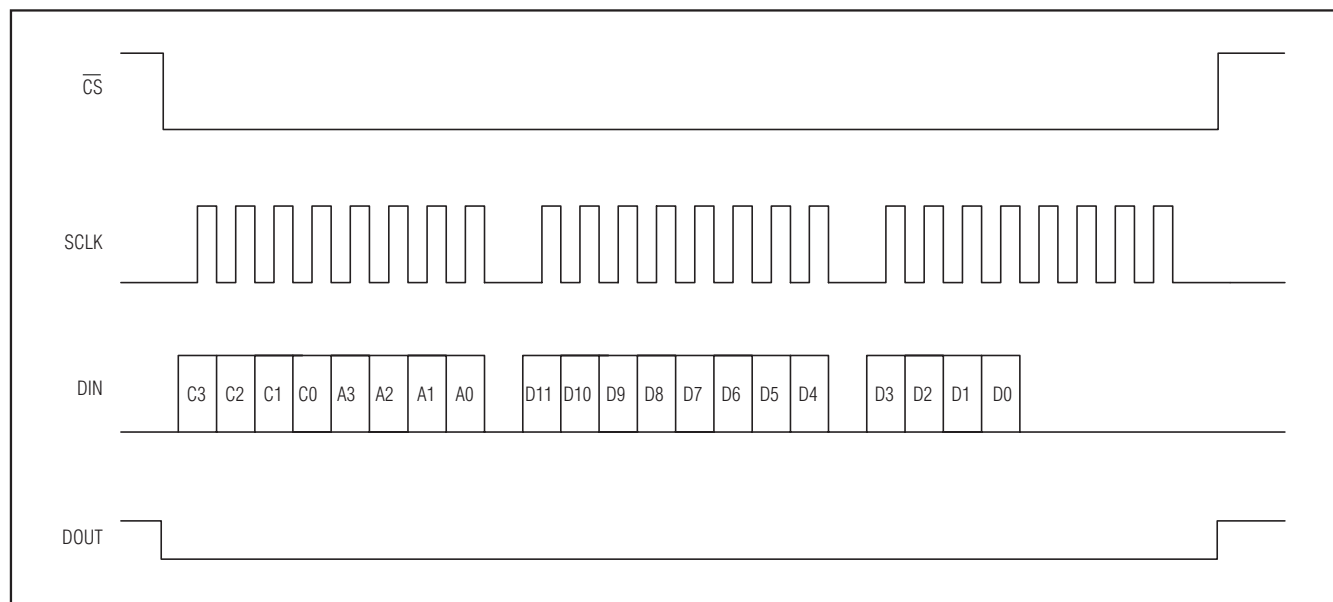 C̅S̅
SCLK
DIN
C3 C2 C1 C0 A3 A2 A1 A0 D11 D10 D9 D8 D7 D6 D5 D4 D3 D2 D1 D0
DOUT